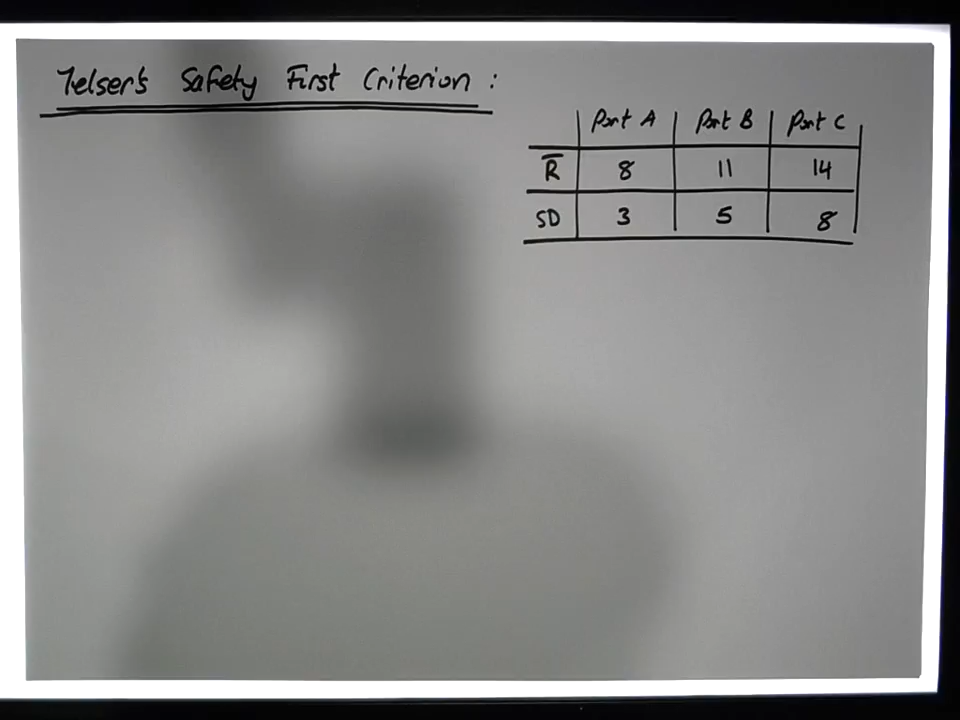 Telser's Safety First Criterion :
Port A Port B Port C
R̅ 8 11 14
SD 3 5 8